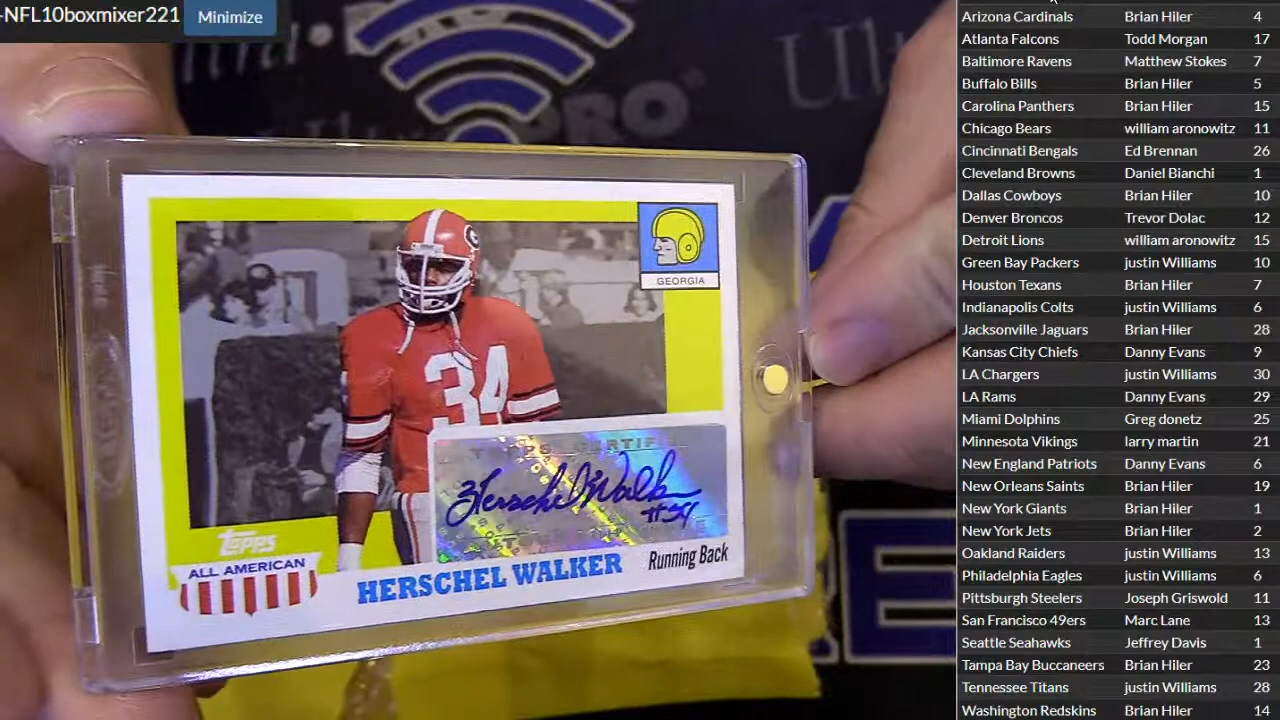 -NFL10boxmixer221
Minimize
Ultra
PRO
GEORGIA
34
Herschel Walker
#34
Topps
ALL AMERICAN
HERSCHEL WALKER
Running Back
Arizona Cardinals Brian Hiler 4
Atlanta Falcons Todd Morgan 17
Baltimore Ravens Matthew Stokes 7
Buffalo Bills Brian Hiler 5
Carolina Panthers Brian Hiler 15
Chicago Bears william aronowitz 11
Cincinnati Bengals Ed Brennan 26
Cleveland Browns Daniel Bianchi 1
Dallas Cowboys Brian Hiler 10
Denver Broncos Trevor Dolac 12
Detroit Lions william aronowitz 15
Green Bay Packers justin Williams 10
Houston Texans Brian Hiler 7
Indianapolis Colts justin Williams 6
Jacksonville Jaguars Brian Hiler 28
Kansas City Chiefs Danny Evans 9
LA Chargers justin Williams 30
LA Rams Danny Evans 29
Miami Dolphins Greg donetz 25
Minnesota Vikings larry martin 21
New England Patriots Danny Evans 6
New Orleans Saints Brian Hiler 19
New York Giants Brian Hiler 1
New York Jets Brian Hiler 2
Oakland Raiders justin Williams 13
Philadelphia Eagles justin Williams 6
Pittsburgh Steelers Joseph Griswold 11
San Francisco 49ers Marc Lane 13
Seattle Seahawks Jeffrey Davis 1
Tampa Bay Buccaneers Brian Hiler 23
Tennessee Titans justin Williams 28
Washington Redskins Brian Hiler 14